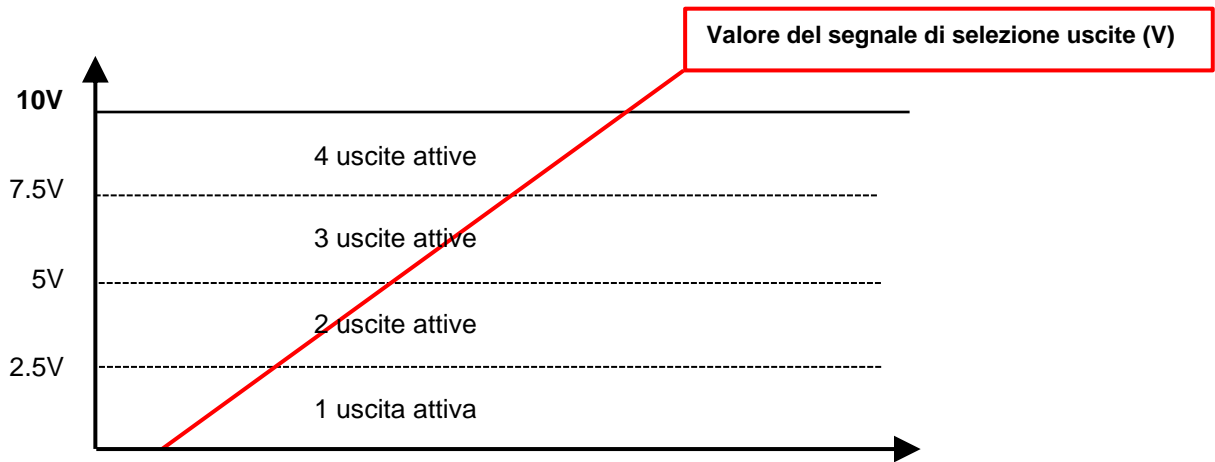 Valore del segnale di selezione uscite (V)
10V
4 uscite attive
7.5V
3 uscite attive
5V
2 uscite attive
2.5V
1 uscita attiva